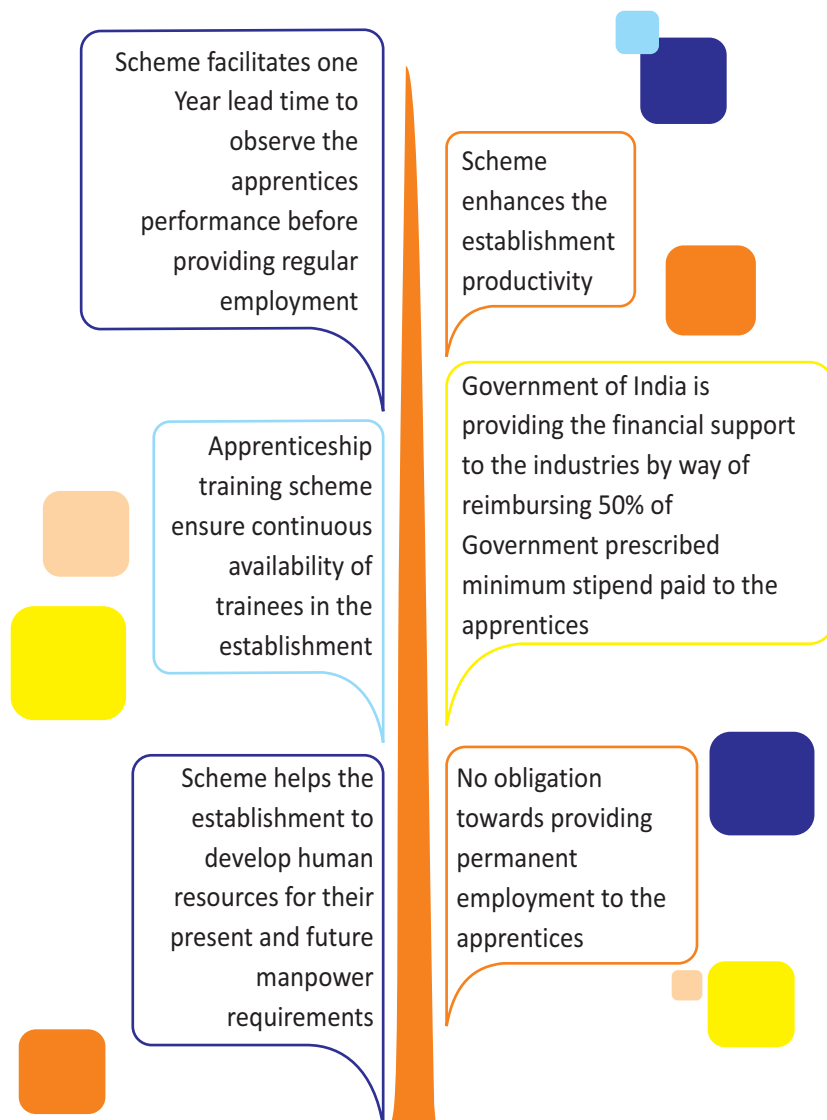 Scheme facilitates one
Year lead time to
observe the
apprentices
performance before
providing regular
employment
Scheme
enhances the
establishment
productivity
Government of India is
providing the financial support
to the industries by way of
reimbursing 50% of
Government prescribed
minimum stipend paid to the
apprentices
Apprenticeship
training scheme
ensure continuous
availability of
trainees in the
establishment
Scheme helps the
establishment to
develop human
resources for their
present and future
manpower
requirements
No obligation
towards providing
permanent
employment to the
apprentices